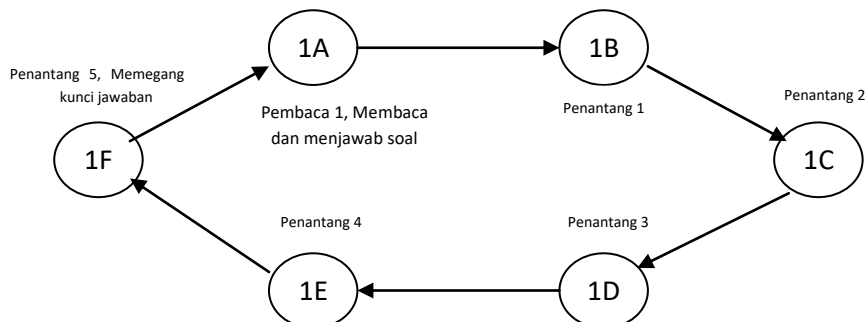 1A
1B
Penantang 5, Memegang
kunci jawaban
Pembaca 1, Membaca
dan menjawab soal
Penantang 1
Penantang 2
1F
1C
Penantang 4
Penantang 3
1E
1D